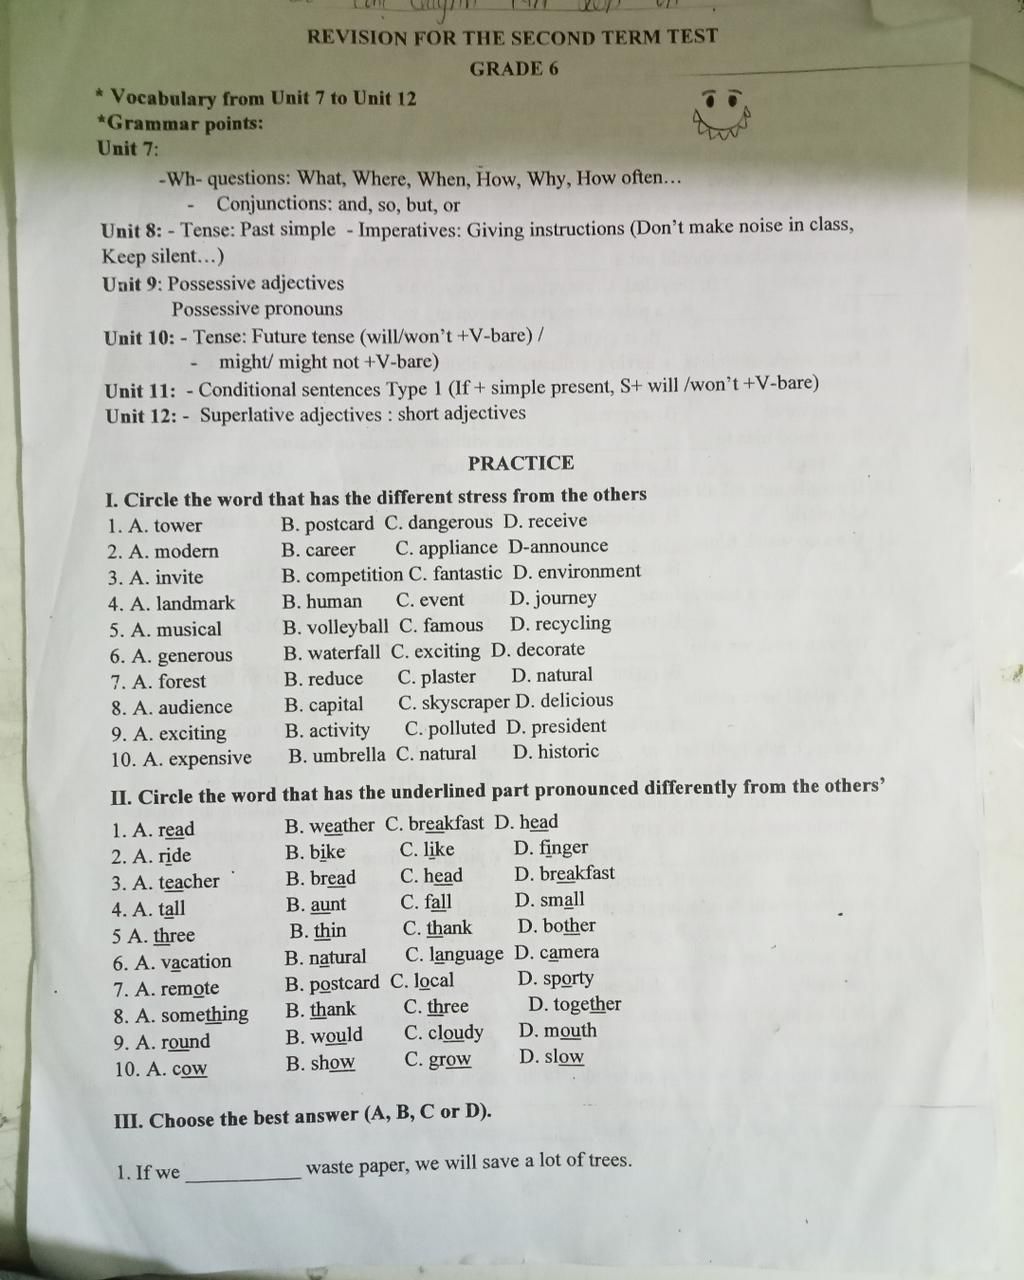 REVISION FOR THE SECOND TERM TEST
GRADE 6
* Vocabulary from Unit 7 to Unit 12
*Grammar points:
Unit 7:
-Wh- questions: What, Where, When, How, Why, How often…
- Conjunctions: and, so, but, or
Unit 8: - Tense: Past simple - Imperatives: Giving instructions (Don't make noise in class,
Keep silent…)
Unit 9: Possessive adjectives
Possessive pronouns
Unit 10: - Tense: Future tense (will/won't +V-bare) /
- might/ might not +V-bare)
Unit 11: - Conditional sentences Type 1 (If + simple present, S+ will /won't +V-bare)
Unit 12: - Superlative adjectives : short adjectives
PRACTICE
I. Circle the word that has the different stress from the others
1. A. tower B. postcard C. dangerous D. receive
2. A. modern B. career C. appliance D-announce
3. A. invite B. competition C. fantastic D. environment
4. A. landmark B. human C. event D. journey
5. A. musical B. volleyball C. famous D. recycling
6. A. generous B. waterfall C. exciting D. decorate
7. A. forest B. reduce C. plaster D. natural
8. A. audience B. capital C. skyscraper D. delicious
9. A. exciting B. activity C. polluted D. president
10. A. expensive B. umbrella C. natural D. historic
II. Circle the word that has the underlined part pronounced differently from the others'
1. A. read B. weather C. breakfast D. head
2. A. ride B. bike C. like D. finger
3. A. teacher B. bread C. head D. breakfast
4. A. tall B. aunt C. fall D. small
5 A. three B. thin C. thank D. bother
6. A. vacation B. natural C. language D. camera
7. A. remote B. postcard C. local D. sporty
8. A. something B. thank C. three D. together
9. A. round B. would C. cloudy D. mouth
10. A. cow B. show C. grow D. slow
III. Choose the best answer (A, B, C or D).
1. If we ____________ waste paper, we will save a lot of trees.